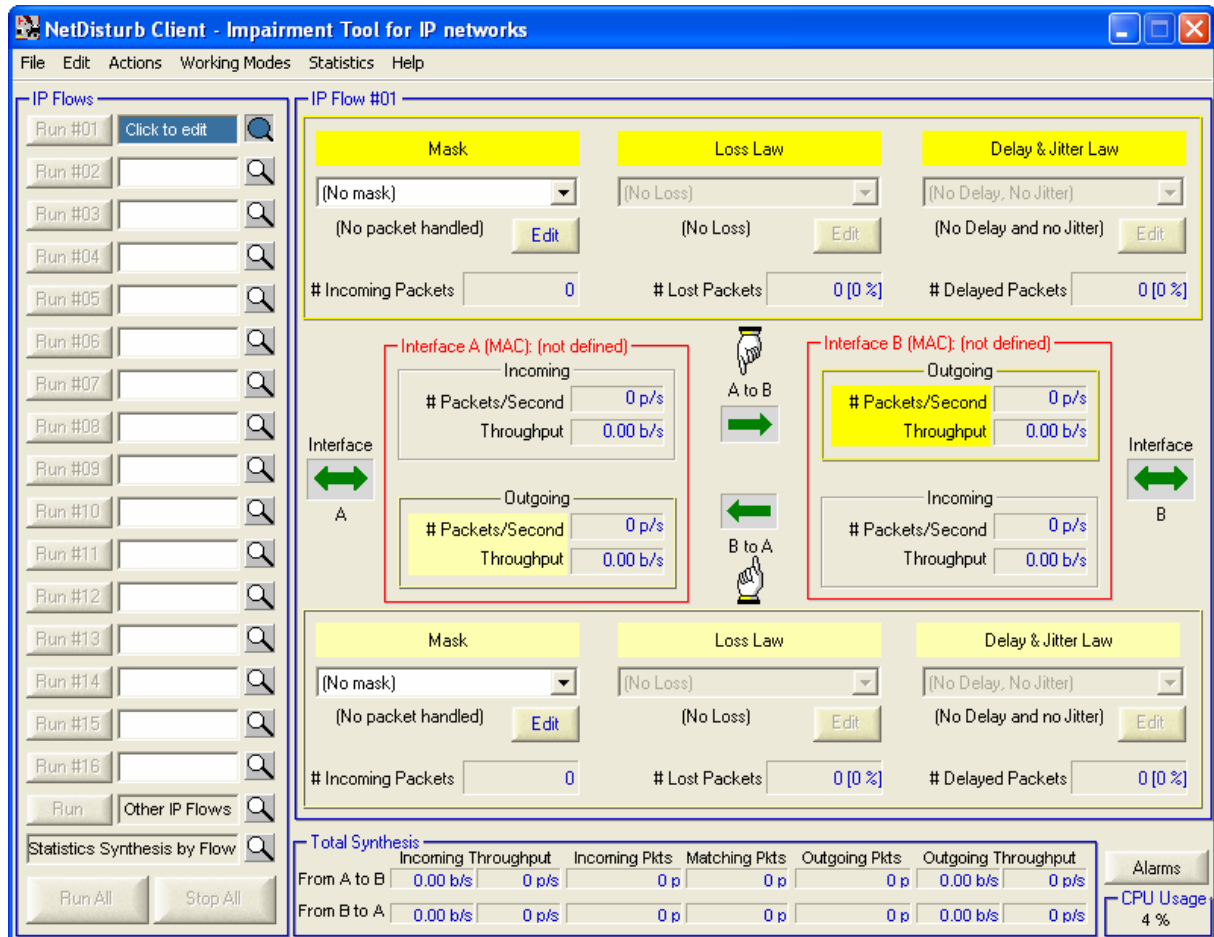 NetDisturb Client - Impairment Tool for IP networks
File Edit Actions Working Modes Statistics Help
IP Flows
Run #01 Click to edit
Run #02
Run #03
Run #04
Run #05
Run #06
Run #07
Run #08
Run #09
Run #10
Run #11
Run #12
Run #13
Run #14
Run #15
Run #16
Run Other IP Flows
Statistics Synthesis by Flow
Run All Stop All
IP Flow #01
Mask Loss Law Delay & Jitter Law
(No mask) (No Loss) (No Delay, No Jitter)
(No packet handled) Edit (No Loss) Edit (No Delay and no Jitter) Edit
# Incoming Packets 0 # Lost Packets 0 [0 %] # Delayed Packets 0 [0 %]
Interface A (MAC): (not defined)
Incoming
# Packets/Second 0 p/s
Throughput 0.00 b/s
Interface
A
Outgoing
# Packets/Second 0 p/s
Throughput 0.00 b/s
A to B
B to A
Interface B (MAC): (not defined)
Outgoing
# Packets/Second 0 p/s
Throughput 0.00 b/s
Interface
B
Incoming
# Packets/Second 0 p/s
Throughput 0.00 b/s
Mask Loss Law Delay & Jitter Law
(No mask) (No Loss) (No Delay, No Jitter)
(No packet handled) Edit (No Loss) Edit (No Delay and no Jitter) Edit
# Incoming Packets 0 # Lost Packets 0 [0 %] # Delayed Packets 0 [0 %]
Total Synthesis
Incoming Throughput Incoming Pkts Matching Pkts Outgoing Pkts Outgoing Throughput
From A to B 0.00 b/s 0 p/s 0 p 0 p 0 p 0.00 b/s 0 p/s
From B to A 0.00 b/s 0 p/s 0 p 0 p 0 p 0.00 b/s 0 p/s
Alarms
CPU Usage
4 %